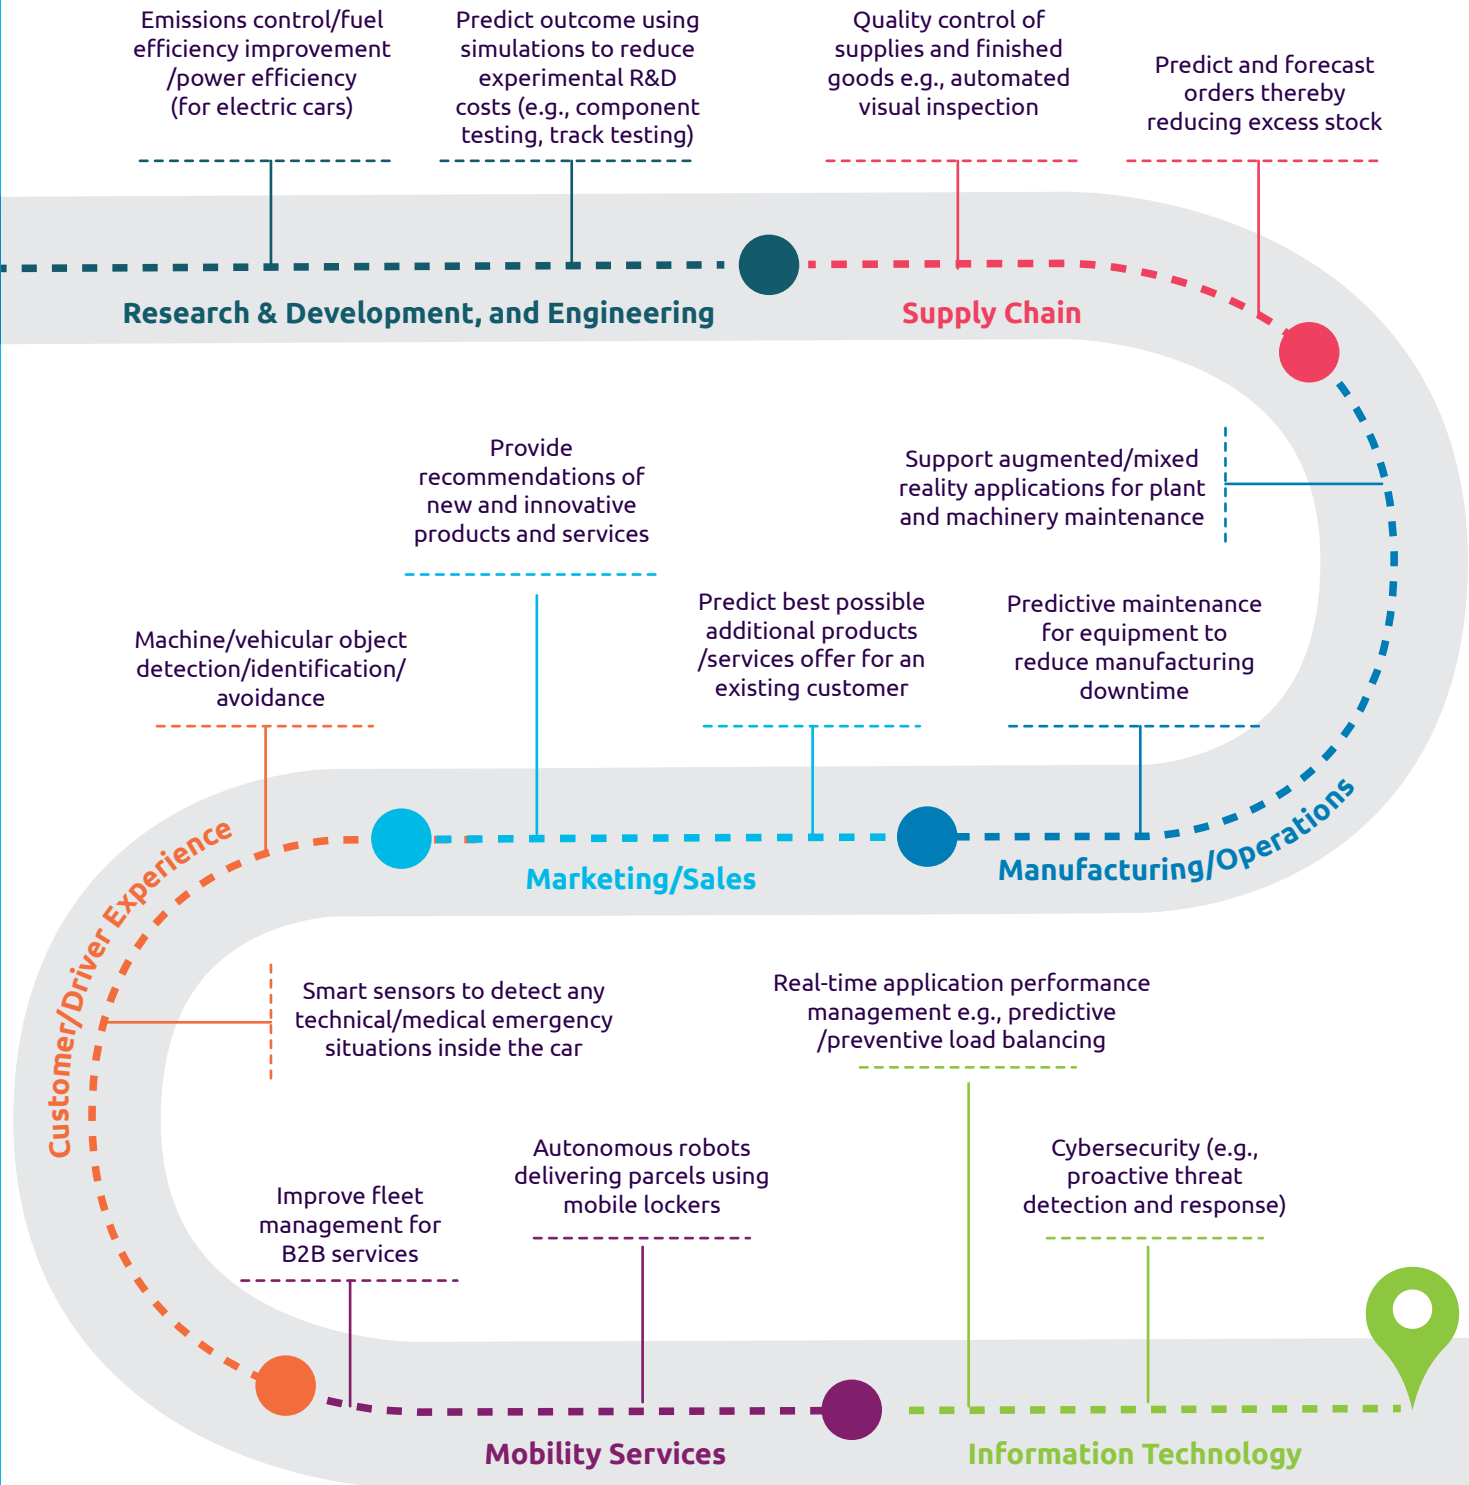 Emissions control/fuel
efficiency improvement
/power efficiency
(for electric cars)
Predict outcome using
simulations to reduce
experimental R&D
costs (e.g., component
testing, track testing)
Quality control of
supplies and finished
goods e.g., automated
visual inspection
Predict and forecast
orders thereby
reducing excess stock
Research & Development, and Engineering
Supply Chain
Support augmented/mixed
reality applications for plant
and machinery maintenance
Predictive maintenance
for equipment to
reduce manufacturing
downtime
Manufacturing/Operations
Provide
recommendations of
new and innovative
products and services
Predict best possible
additional products
/services offer for an
existing customer
Marketing/Sales
Machine/vehicular object
detection/identification/
avoidance
Customer/Driver Experience
Smart sensors to detect any
technical/medical emergency
situations inside the car
Improve fleet
management for
B2B services
Autonomous robots
delivering parcels using
mobile lockers
Mobility Services
Real-time application performance
management e.g., predictive
/preventive load balancing
Cybersecurity (e.g.,
proactive threat
detection and response)
Information Technology